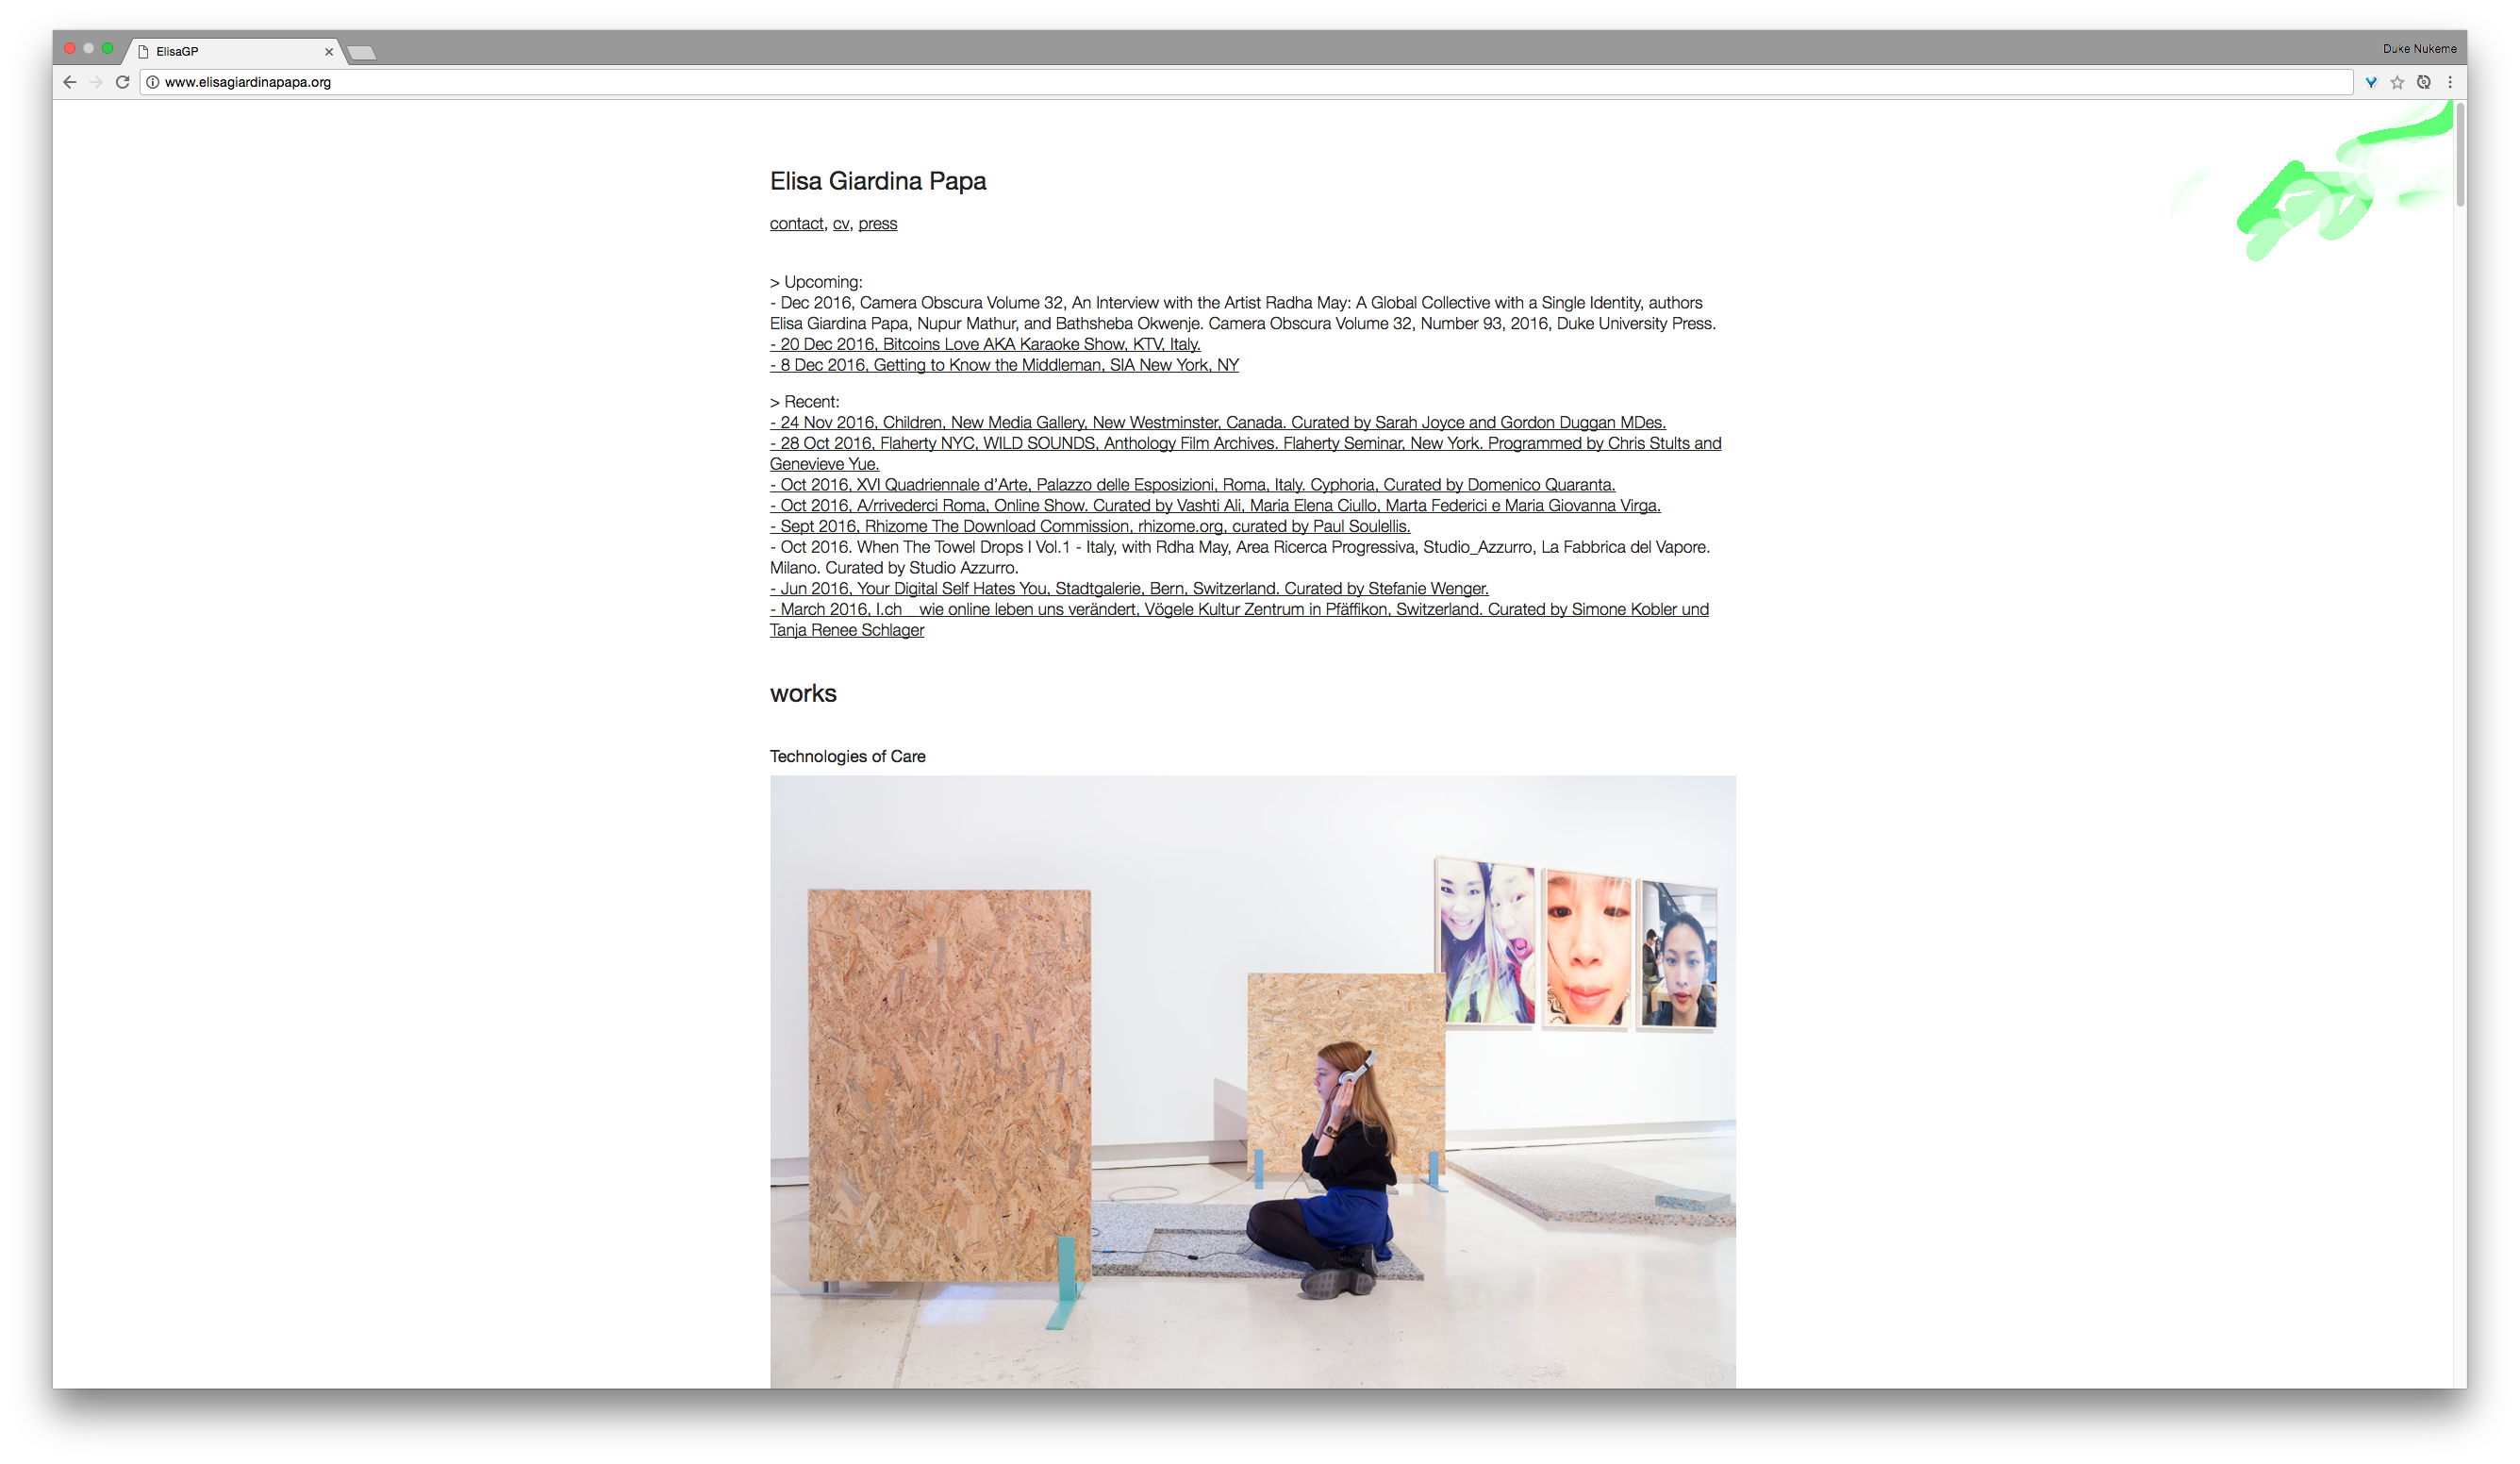 ElisaGP
Duke Nukeme
www.elisagiardinapapa.org
Elisa Giardina Papa
contact, cv, press
> Upcoming:
- Dec 2016, Camera Obscura Volume 32, An Interview with the Artist Radha May: A Global Collective with a Single Identity, authors
Elisa Giardina Papa, Nupur Mathur, and Bathsheba Okwenje. Camera Obscura Volume 32, Number 93, 2016, Duke University Press.
- 20 Dec 2016, Bitcoins Love AKA Karaoke Show, KTV, Italy.
- 8 Dec 2016, Getting to Know the Middleman, SIA New York, NY
> Recent:
- 24 Nov 2016, Children, New Media Gallery, New Westminster, Canada. Curated by Sarah Joyce and Gordon Duggan MDes.
- 28 Oct 2016, Flaherty NYC, WILD SOUNDS, Anthology Film Archives. Flaherty Seminar, New York. Programmed by Chris Stults and
Genevieve Yue.
- Oct 2016, XVI Quadriennale d'Arte, Palazzo delle Esposizioni, Roma, Italy. Cyphoria, Curated by Domenico Quaranta.
- Oct 2016, A/rrivederci Roma, Online Show. Curated by Vashti Ali, Maria Elena Ciullo, Marta Federici e Maria Giovanna Virga.
- Sept 2016, Rhizome The Download Commission, rhizome.org, curated by Paul Soulellis.
- Oct 2016. When The Towel Drops I Vol.1 - Italy, with Rdha May, Area Ricerca Progressiva, Studio_Azzurro, La Fabbrica del Vapore.
Milano. Curated by Studio Azzurro.
- Jun 2016, Your Digital Self Hates You, Stadtgalerie, Bern, Switzerland. Curated by Stefanie Wenger.
- March 2016, I.ch__wie online leben uns verändert, Vögele Kultur Zentrum in Pfäffikon, Switzerland. Curated by Simone Kobler und
Tanja Renee Schlager
works
Technologies of Care